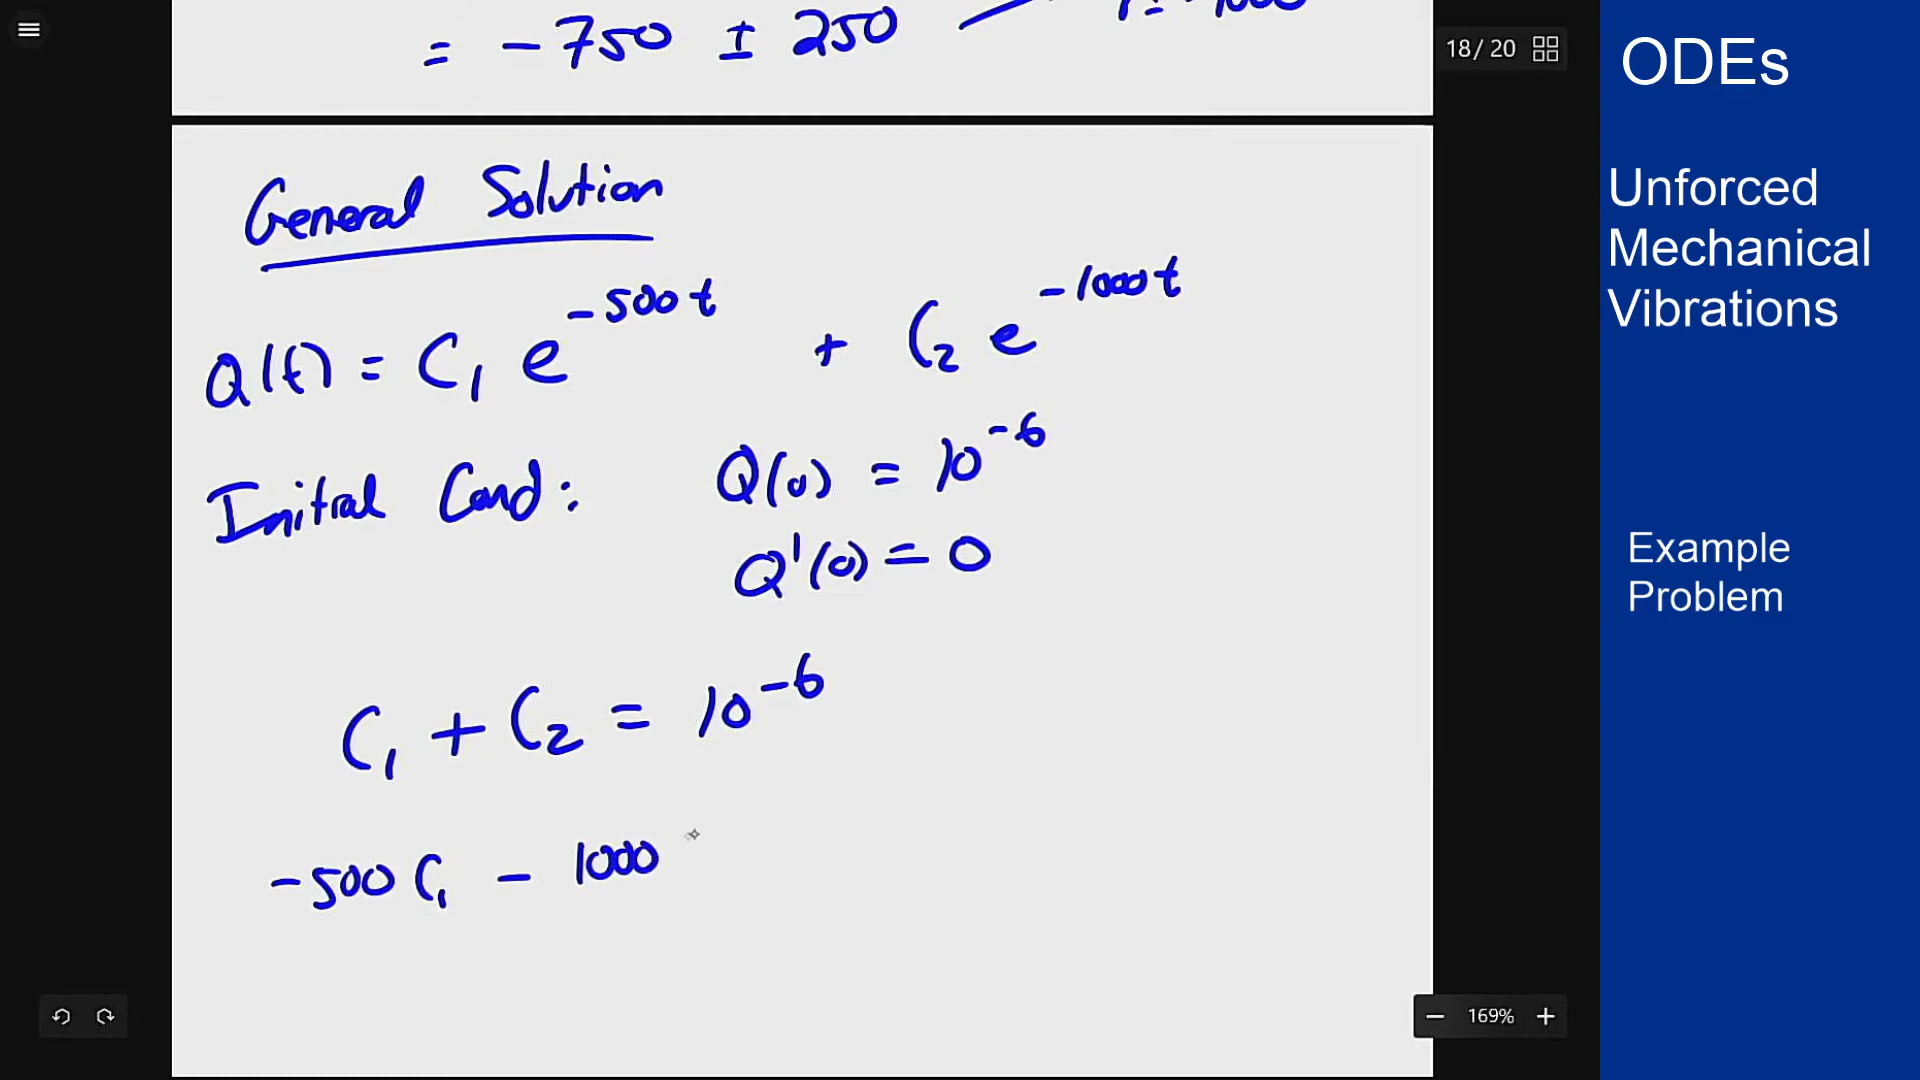 = -750 ± 250
18 / 20
General Solution
Q(t) = C₁ e^{-500t} + C₂ e^{-1000t}
Initial Cond: Q(0) = 10^{-6}
Q'(0) = 0
C₁ + C₂ = 10^{-6}
-500 C₁ - 1000
169%
ODEs
Unforced
Mechanical
Vibrations
Example
Problem